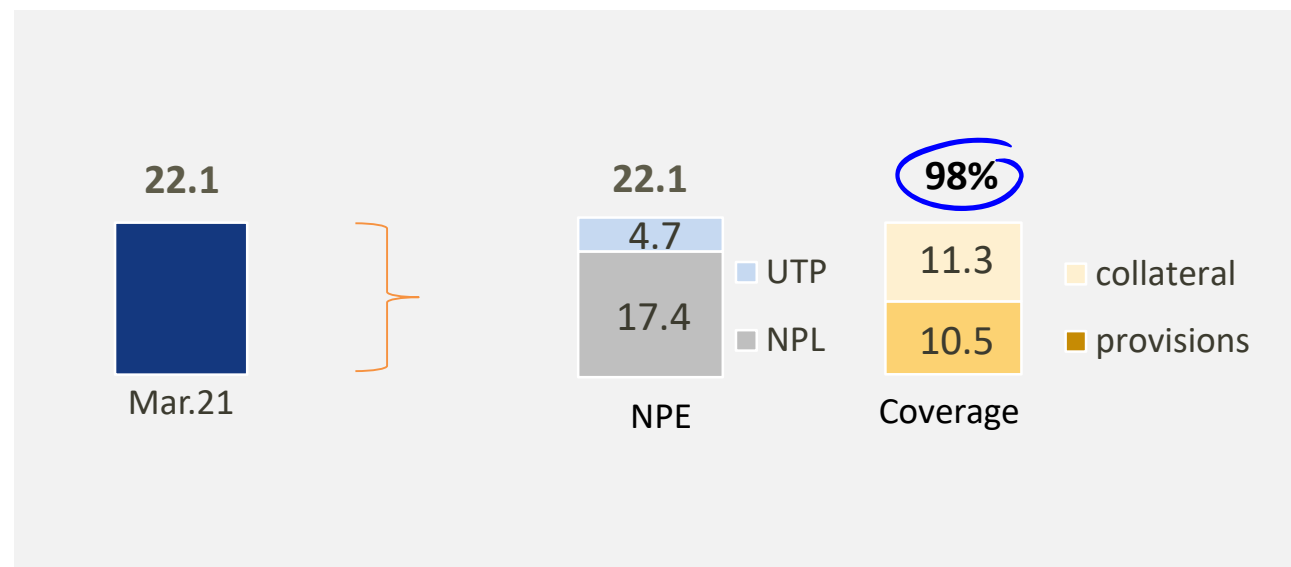 22.1
Mar.21
22.1
4.7
17.4
NPE
UTP
NPL
98%
11.3
10.5
Coverage
collateral
provisions